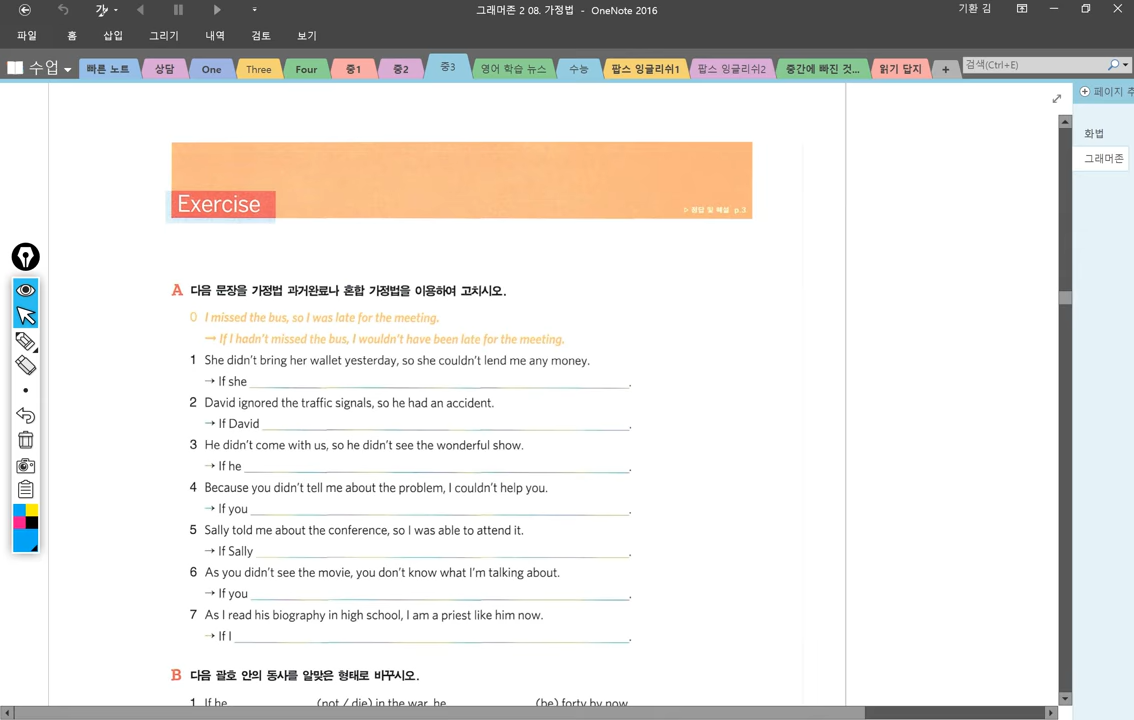 그래머존 2 08. 가정법 - OneNote 2016
기환 김
파일 홈 삽입 그리기 내역 검토 보기
수업 빠른 노트 상담 One Three Four 중1 중2 중3 영어 학습 뉴스 수능 팝스 잉글리쉬1 팝스 잉글리쉬2 중간에 빠진 것... 읽기 답지 + 검색(Ctrl+E)
페이지 추
화법
그래머존
Exercise
> 정답 및 해설 p.3
A 다음 문장을 가정법 과거완료나 혼합 가정법을 이용하여 고치시오.
0 I missed the bus, so I was late for the meeting.
→ If I hadn't missed the bus, I wouldn't have been late for the meeting.
1 She didn't bring her wallet yesterday, so she couldn't lend me any money.
→ If she .
2 David ignored the traffic signals, so he had an accident.
→ If David .
3 He didn't come with us, so he didn't see the wonderful show.
→ If he .
4 Because you didn't tell me about the problem, I couldn't help you.
→ If you .
5 Sally told me about the conference, so I was able to attend it.
→ If Sally .
6 As you didn't see the movie, you don't know what I'm talking about.
→ If you .
7 As I read his biography in high school, I am a priest like him now.
→ If I .
B 다음 괄호 안의 동사를 알맞은 형태로 바꾸시오.
1 If he (not / die) in the war, he (be) forty by now.